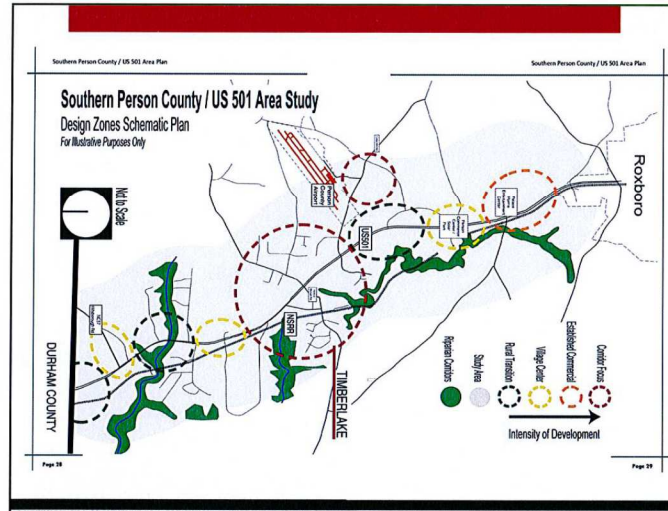 Southern Person County / US 501 Area Plan
Southern Person County / US 501 Area Plan
Southern Person County / US 501 Area Study
Design Zones Schematic Plan
For Illustrative Purposes Only
Not to Scale
Roxboro
Person
County
Airport
US501
NSRR
TIMBERLAKE
DURHAM COUNTY
Riparian Corridors
Study Area
Rural Transition
Village Center
Established Commercial
Corridor Focus
Intensity of Development
Page 28
Page 29